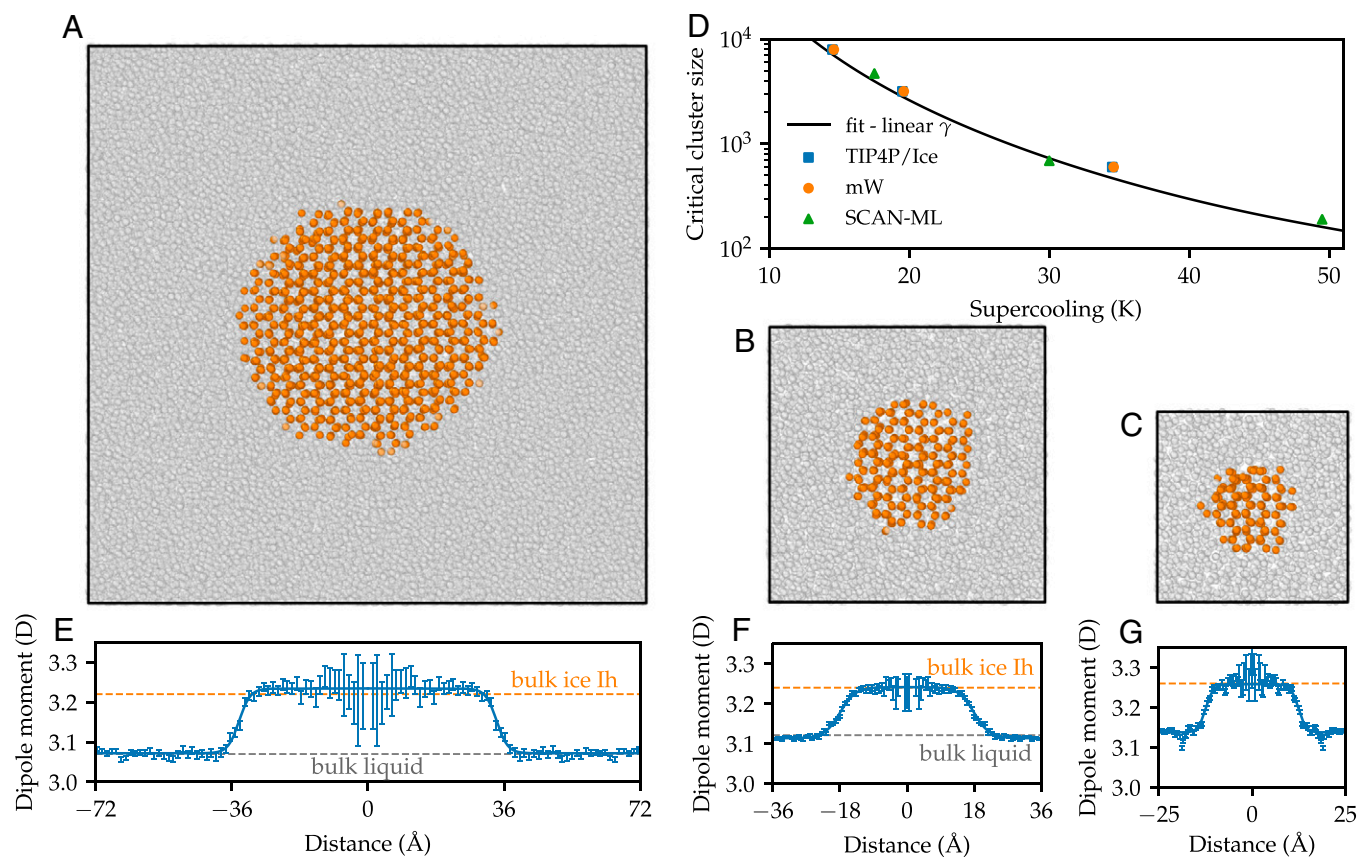 A
D
Critical cluster size
10^4
10^3
10^2
fit - linear γ
TIP4P/Ice
mW
SCAN-ML
10 20 30 40 50
Supercooling (K)
B
C
E
Dipole moment (D)
3.3
3.2
3.1
3.0
bulk ice Ih
bulk liquid
−72 −36 0 36 72
Distance (Å)
F
Dipole moment (D)
3.3
3.2
3.1
3.0
bulk ice Ih
bulk liquid
−36 −18 0 18 36
Distance (Å)
G
Dipole moment (D)
3.3
3.2
3.1
3.0
−25 0 25
Distance (Å)